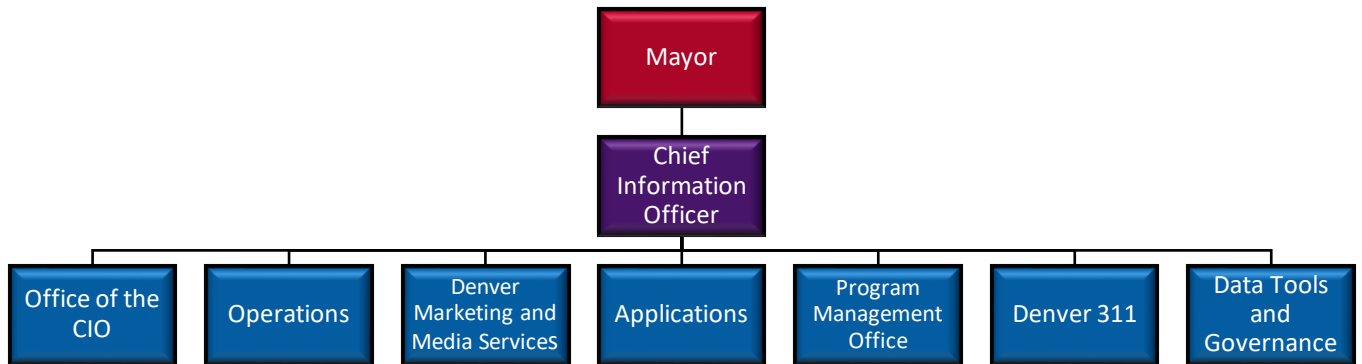 Mayor
Chief
Information
Officer
Office of the
CIO
Operations
Denver
Marketing and
Media Services
Applications
Program
Management
Office
Denver 311
Data Tools
and
Governance